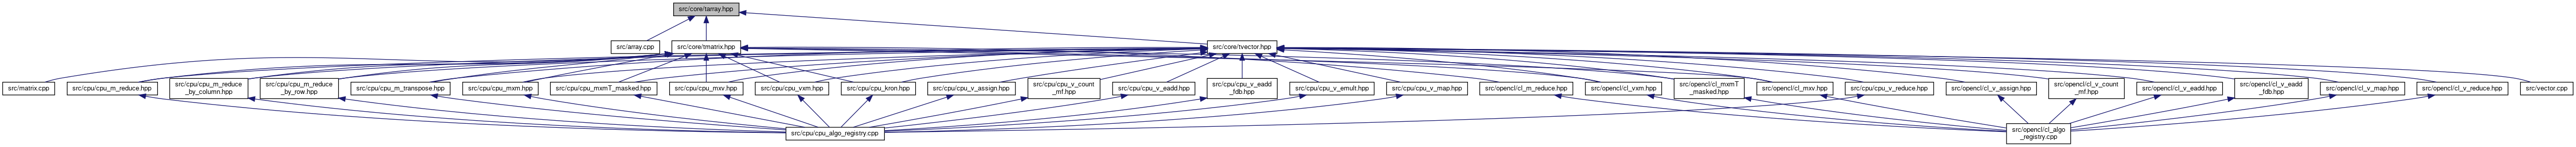 src/core/tarray.hpp
src/array.cpp
src/core/tmatrix.hpp
src/core/tvector.hpp
src/matrix.cpp
src/cpu/cpu_m_reduce.hpp
src/cpu/cpu_m_reduce
_by_column.hpp
src/cpu/cpu_m_reduce
_by_row.hpp
src/cpu/cpu_m_transpose.hpp
src/cpu/cpu_mxm.hpp
src/cpu/cpu_mxmT_masked.hpp
src/cpu/cpu_mxv.hpp
src/cpu/cpu_vxm.hpp
src/cpu/cpu_kron.hpp
src/cpu/cpu_v_assign.hpp
src/cpu/cpu_v_count
_mf.hpp
src/cpu/cpu_v_eadd.hpp
src/cpu/cpu_v_eadd
_fdb.hpp
src/cpu/cpu_v_emult.hpp
src/cpu/cpu_v_map.hpp
src/opencl/cl_m_reduce.hpp
src/opencl/cl_vxm.hpp
src/opencl/cl_mxmT
_masked.hpp
src/opencl/cl_mxv.hpp
src/cpu/cpu_v_reduce.hpp
src/opencl/cl_v_assign.hpp
src/opencl/cl_v_count
_mf.hpp
src/opencl/cl_v_eadd.hpp
src/opencl/cl_v_eadd
_fdb.hpp
src/opencl/cl_v_map.hpp
src/opencl/cl_v_reduce.hpp
src/vector.cpp
src/cpu/cpu_algo_registry.cpp
src/opencl/cl_algo
_registry.cpp